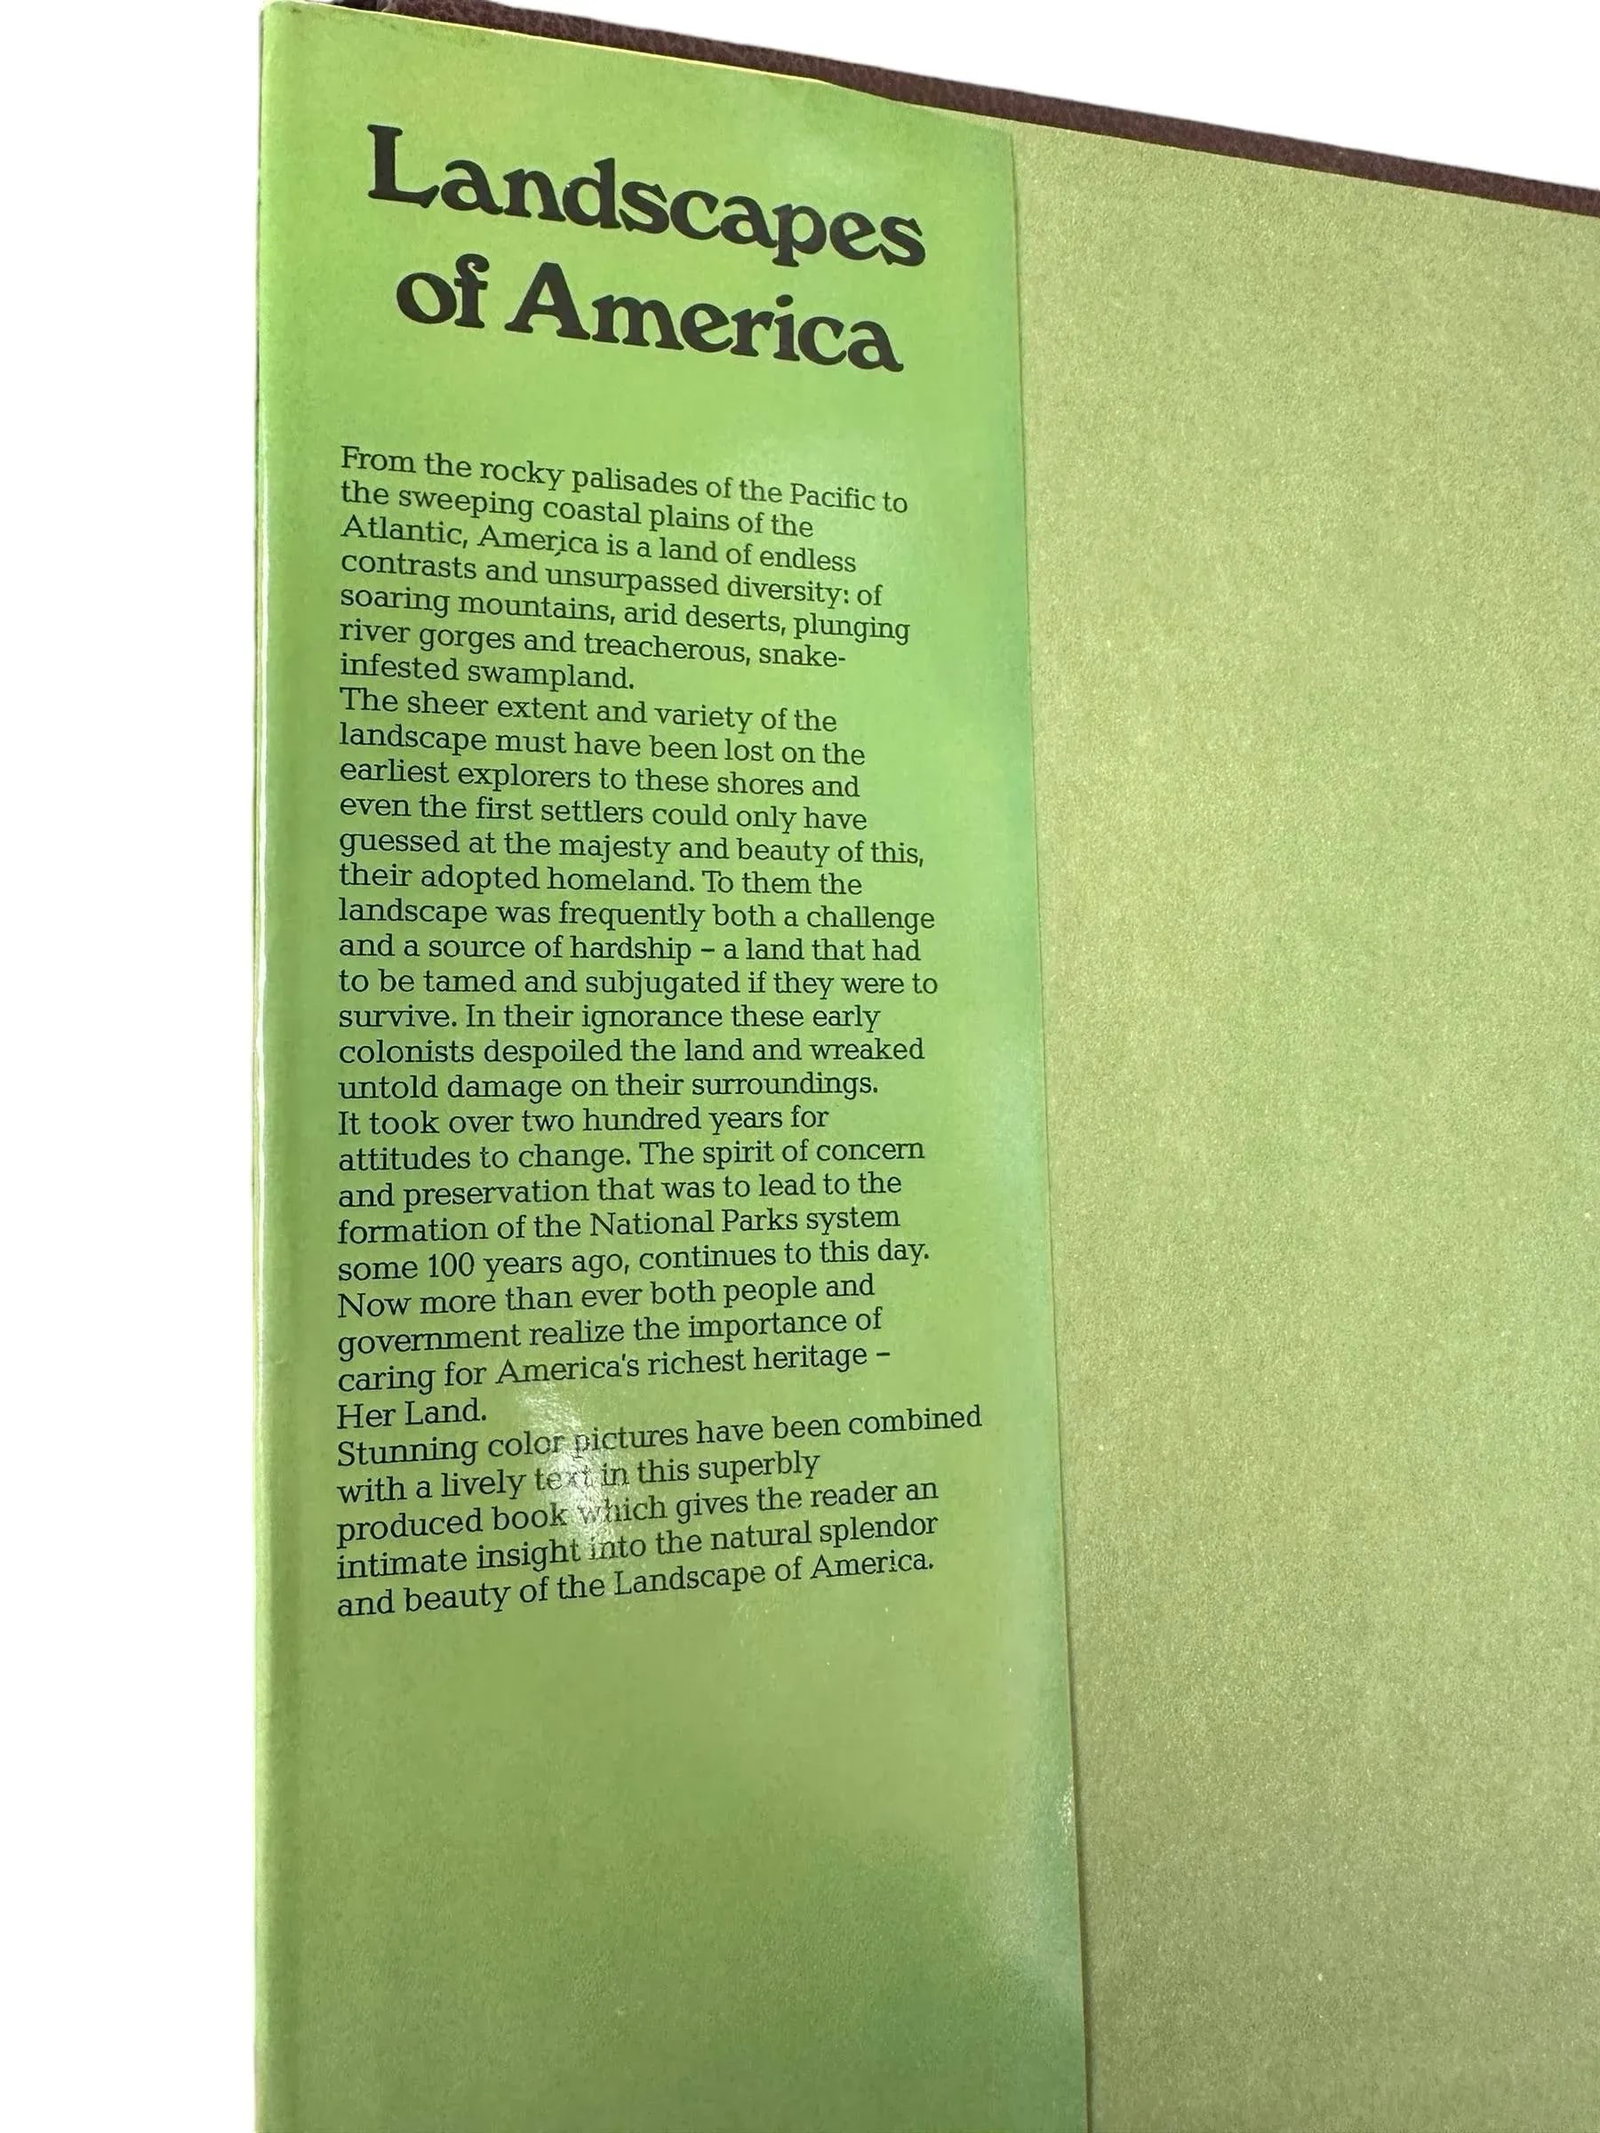 Landscapes
of America
From the rocky palisades of the Pacific to
the sweeping coastal plains of the
Atlantic, America is a land of endless
contrasts and unsurpassed diversity: of
soaring mountains, arid deserts, plunging
river gorges and treacherous, snake-
infested swampland.
The sheer extent and variety of the
landscape must have been lost on the
earliest explorers to these shores and
even the first settlers could only have
guessed at the majesty and beauty of this,
their adopted homeland. To them the
landscape was frequently both a challenge
and a source of hardship – a land that had
to be tamed and subjugated if they were to
survive. In their ignorance these early
colonists despoiled the land and wreaked
untold damage on their surroundings.
It took over two hundred years for
attitudes to change. The spirit of concern
and preservation that was to lead to the
formation of the National Parks system
some 100 years ago, continues to this day.
Now more than ever both people and
government realize the importance of
caring for America's richest heritage –
Her Land.
Stunning color pictures have been combined
with a lively text in this superbly
produced book which gives the reader an
intimate insight into the natural splendor
and beauty of the Landscape of America.